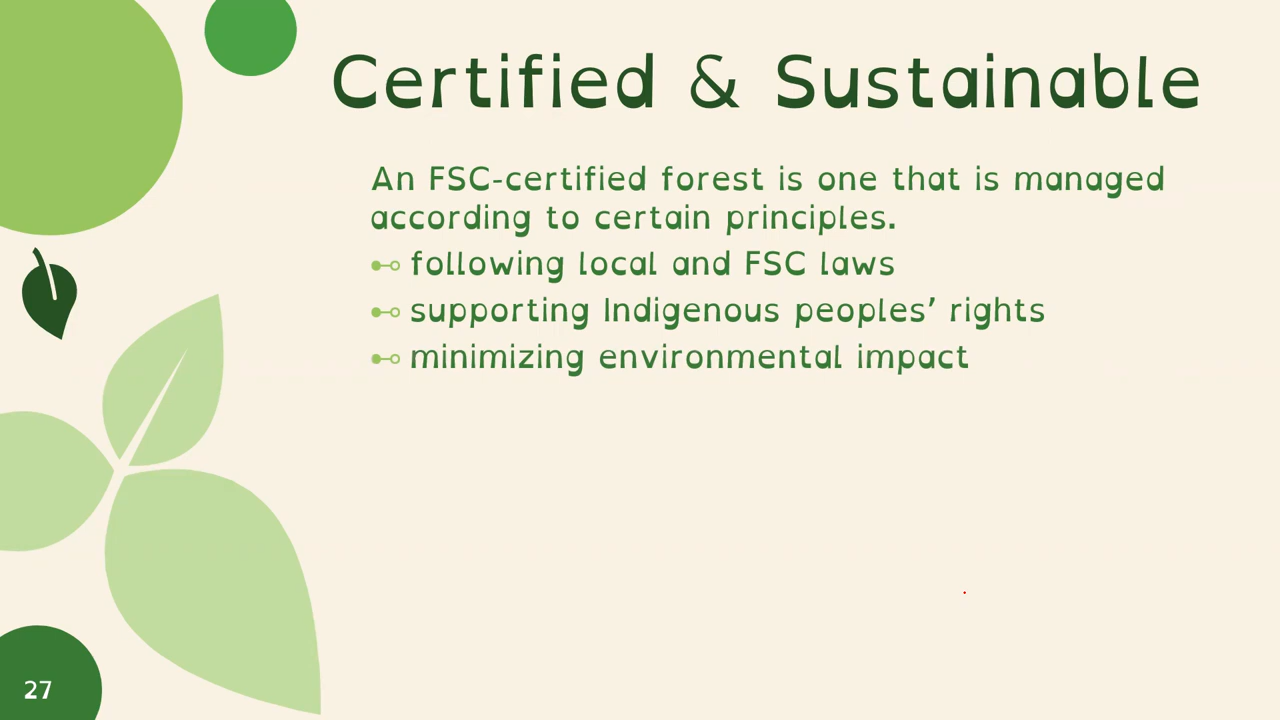 Certified & Sustainable
An FSC-certified forest is one that is managed
according to certain principles.
following local and FSC laws
supporting Indigenous peoples’ rights
minimizing environmental impact
27